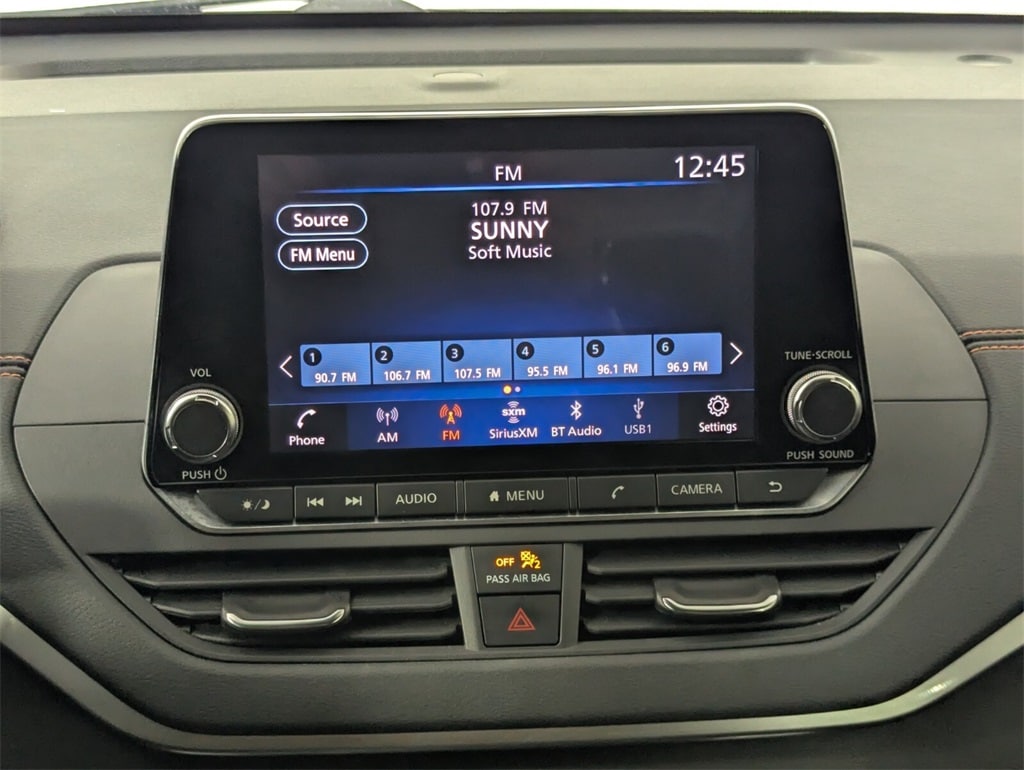 FM
12:45
Source
107.9 FM
SUNNY
FM Menu
Soft Music
1 2 3 4 5 6
90.7 FM 106.7 FM 107.5 FM 95.5 FM 96.1 FM 96.9 FM
VOL
TUNE·SCROLL
sxm
Phone AM FM SiriusXM BT Audio USB1 Settings
PUSH
PUSH SOUND
AUDIO MENU CAMERA
OFF 2
PASS AIR BAG